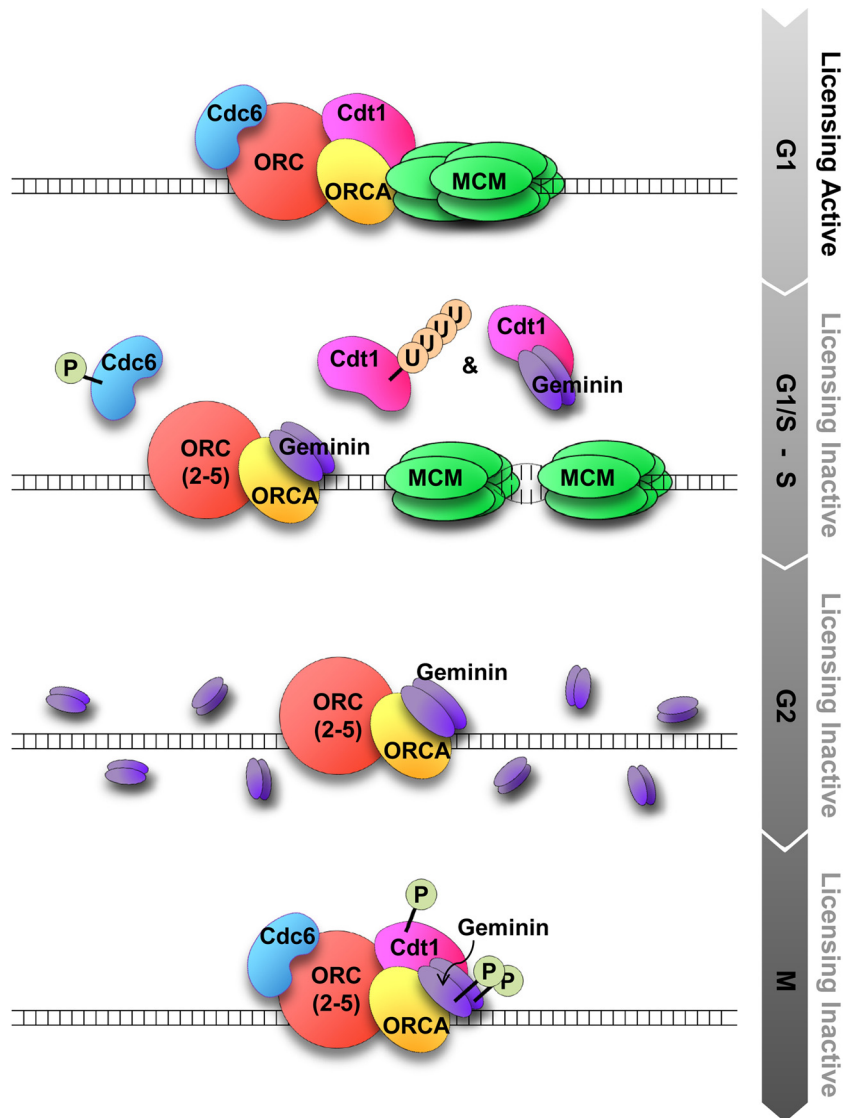 Cdc6
Cdt1
ORC
ORCA
MCM
G1
Licensing Active
P
Cdc6
Cdt1
U
U
U
U
&
Cdt1
Geminin
ORC
(2-5)
Geminin
ORCA
MCM
MCM
G1/S - S
Licensing Inactive
Geminin
ORC
(2-5)
ORCA
G2
Licensing Inactive
P
Cdc6
Cdt1
Geminin
ORC
(2-5)
P
P
ORCA
M
Licensing Inactive